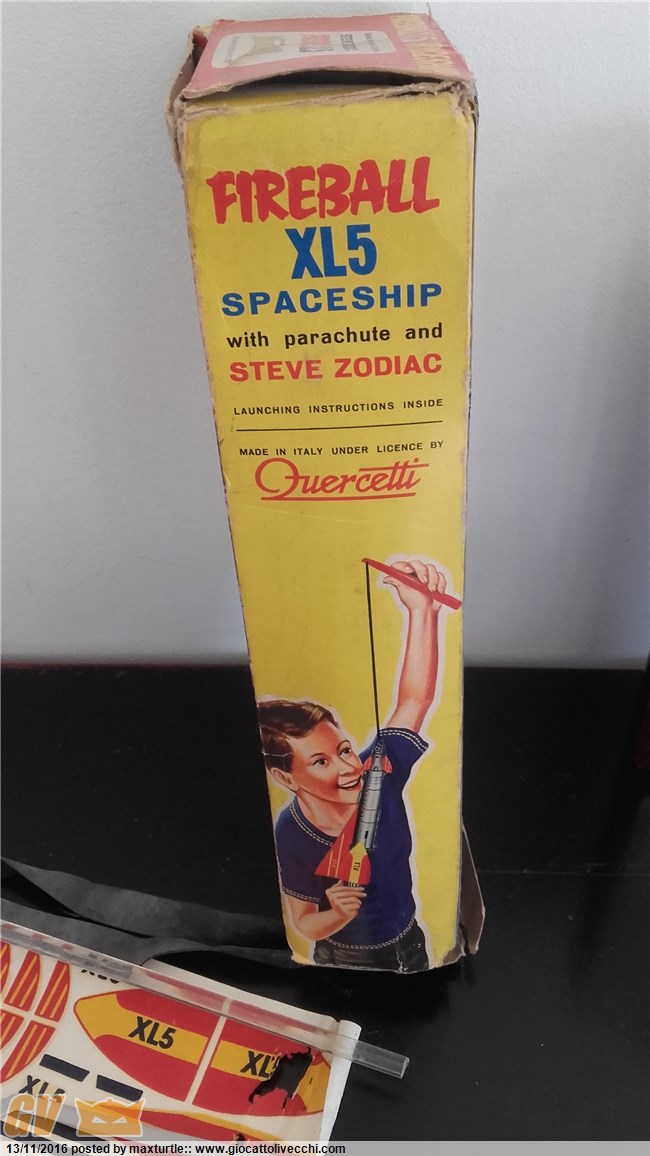 FIREBALL
XL5
SPACESHIP
with parachute and
STEVE ZODIAC
LAUNCHING INSTRUCTIONS INSIDE
MADE IN ITALY UNDER LICENCE BY
Quercetti
XL5
XL5
GV
13/11/2016 posted by maxturtle:: www.giocattolivecchi.com